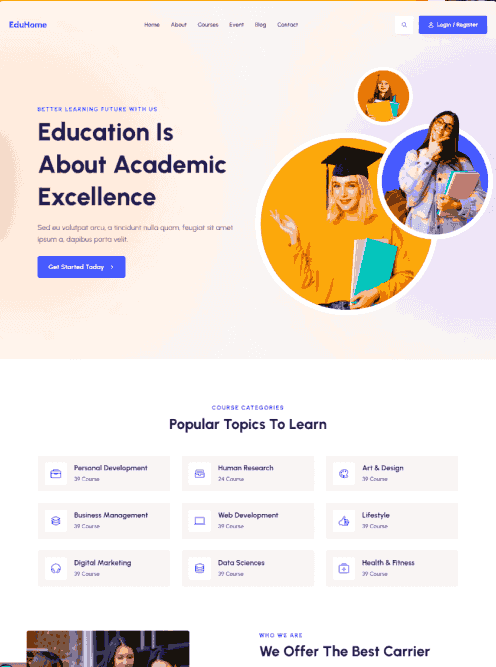 EduHome
Home About Courses Event Blog Contact
Login / Register
BETTER LEARNING FUTURE WITH US
Education Is
About Academic
Excellence
Sed eu volutpat arcu, a tincidunt nulla quam, feugiat sit amet
ipsum a, dapibus porta velit.
Get Started Today
COURSE CATEGORIES
Popular Topics To Learn
Personal Development
39 Course
Human Research
24 Course
Art & Design
39 Course
Business Management
39 Course
Web Development
39 Course
Lifestyle
39 Course
Digital Marketing
39 Course
Data Sciences
39 Course
Health & Fitness
39 Course
WHO WE ARE
We Offer The Best Carrier